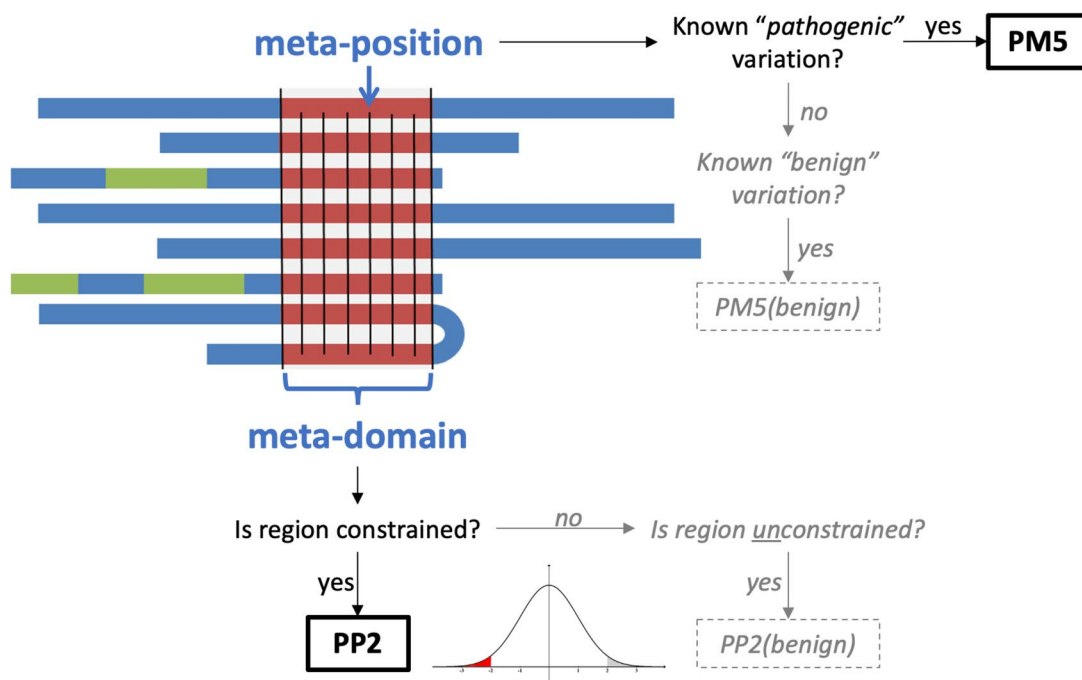 meta-position
Known “pathogenic”
variation?
yes
PM5
no
Known “benign”
variation?
yes
PM5(benign)
meta-domain
Is region constrained?
no
Is region unconstrained?
yes
PP2
yes
PP2(benign)